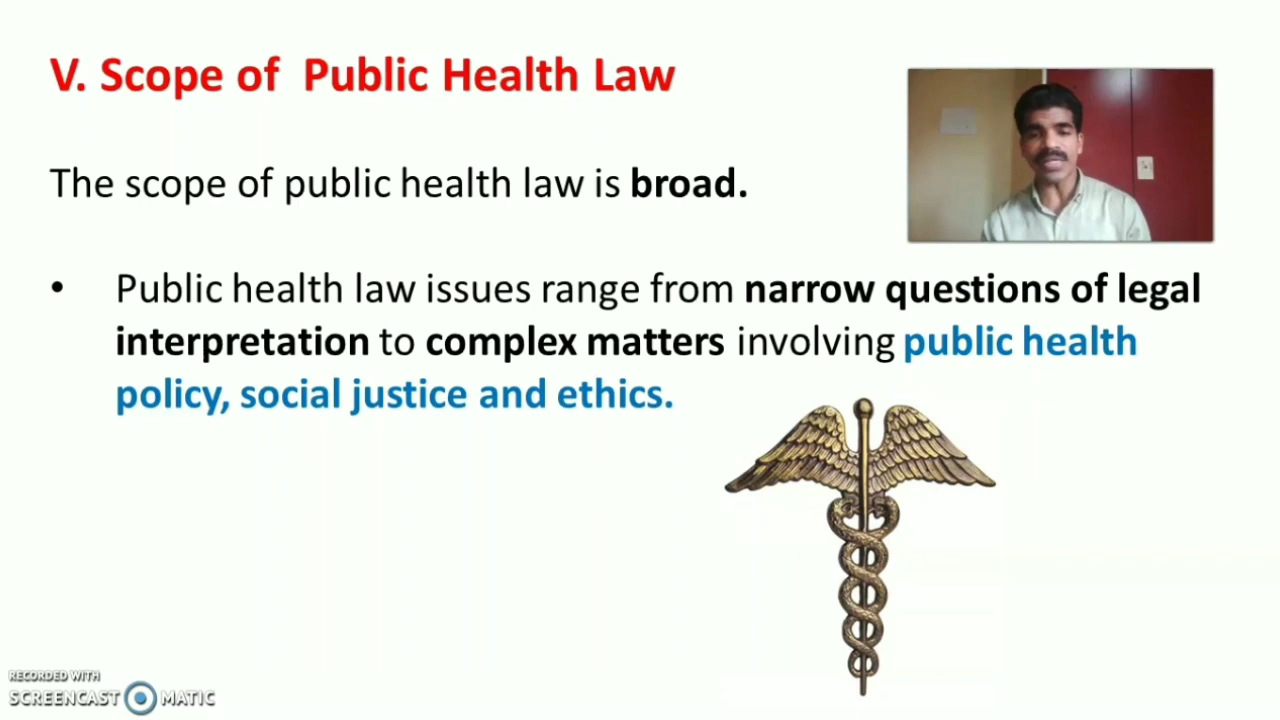 V. Scope of Public Health Law
The scope of public health law is broad.
• Public health law issues range from narrow questions of legal
interpretation to complex matters involving public health
policy, social justice and ethics.
RECORDED WITH
SCREENCAST MATIC